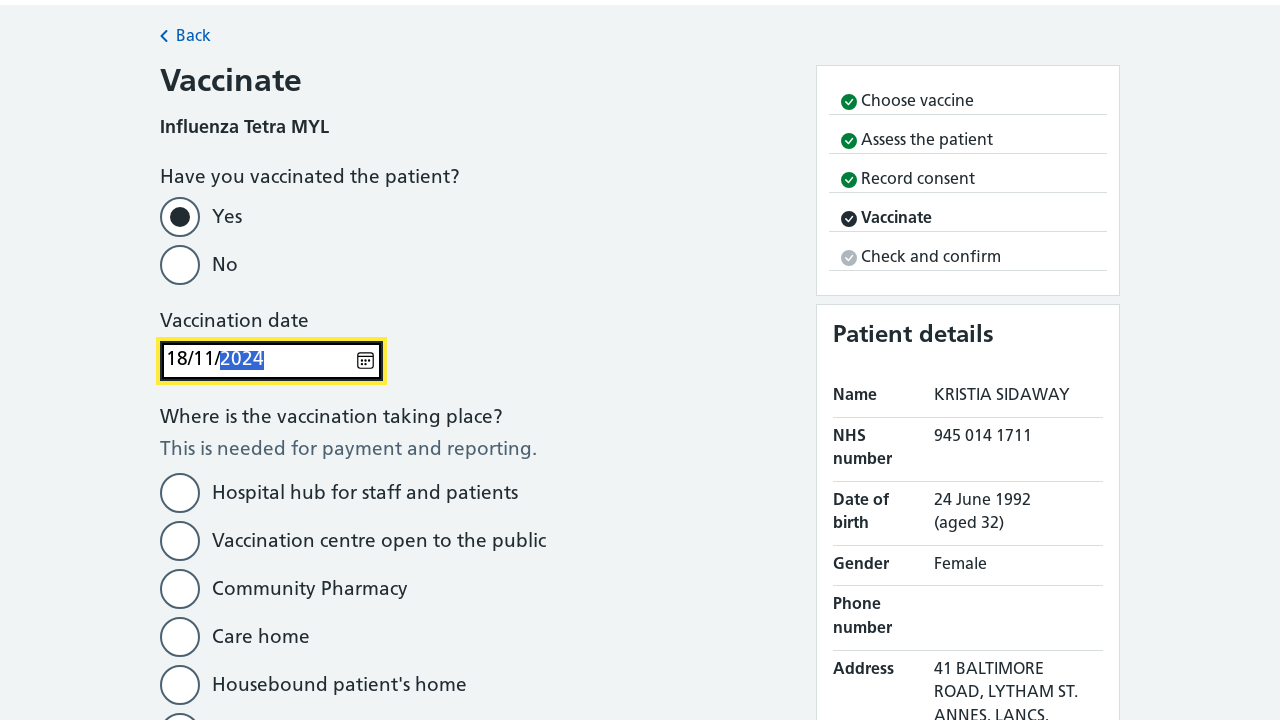 Back
Vaccinate
Influenza Tetra MYL
Have you vaccinated the patient?
Yes
No
Vaccination date
18/11/2024
Where is the vaccination taking place?
This is needed for payment and reporting.
Hospital hub for staff and patients
Vaccination centre open to the public
Community Pharmacy
Care home
Housebound patient's home
Choose vaccine
Assess the patient
Record consent
Vaccinate
Check and confirm
Patient details
Name KRISTIA SIDAWAY
NHS number 945 014 1711
Date of birth 24 June 1992 (aged 32)
Gender Female
Phone number
Address 41 BALTIMORE
ROAD, LYTHAM ST.
ANNES, LANCS,